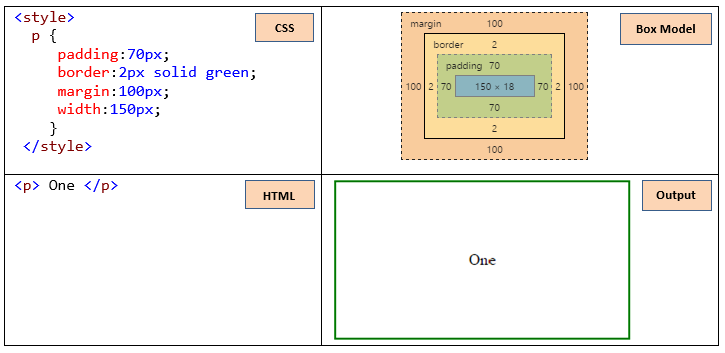 <style>
p {
padding:70px;
border:2px solid green;
margin:100px;
width:150px;
}
</style>
CSS
margin 100
border 2
padding 70
100 2 70 150 × 18 70 2 100
70
2
100
Box Model
<p> One </p>
HTML
One
Output